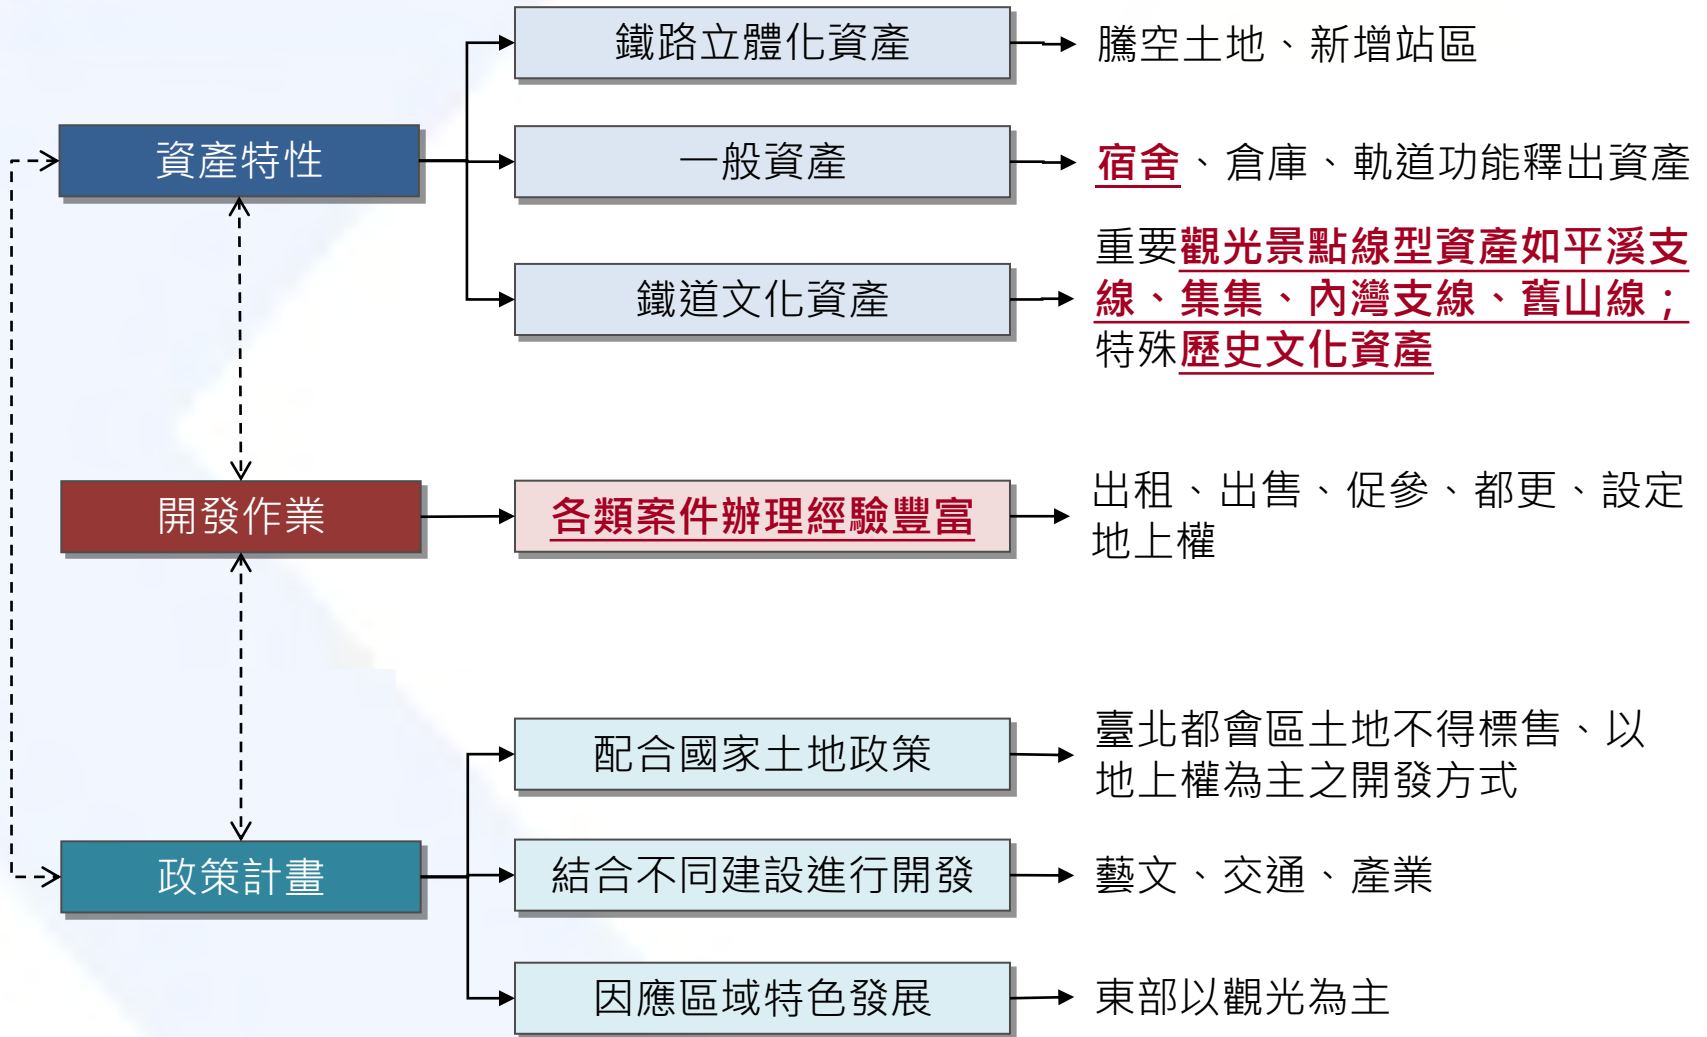 鐵路立體化資產
騰空土地、新增站區
資產特性
一般資產
宿舍、倉庫、軌道功能釋出資產
鐵道文化資產
重要觀光景點線型資產如平溪支
線、集集、內灣支線、舊山線；
特殊歷史文化資產
開發作業
各類案件辦理經驗豐富
出租、出售、促參、都更、設定
地上權
配合國家土地政策
臺北都會區土地不得標售、以
地上權為主之開發方式
政策計畫
結合不同建設進行開發
藝文、交通、產業
因應區域特色發展
東部以觀光為主